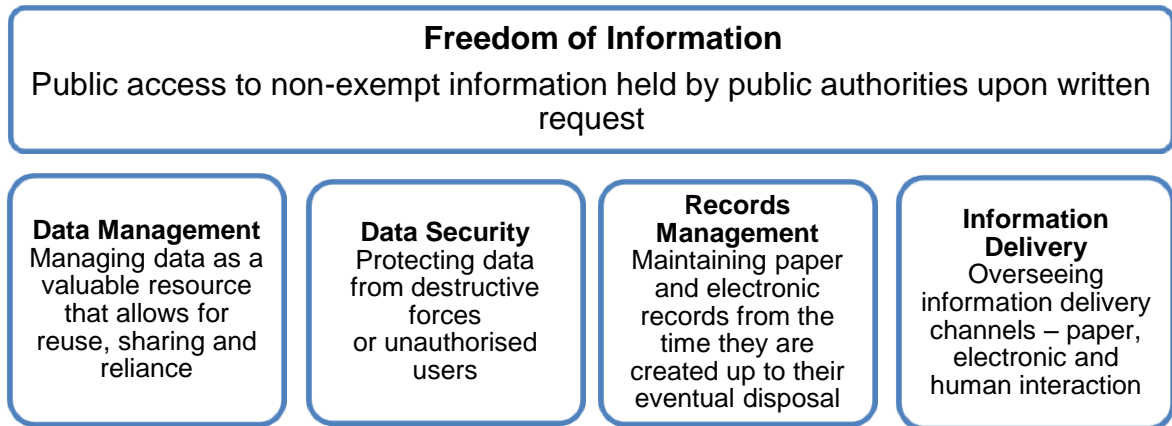 Freedom of Information
Public access to non-exempt information held by public authorities upon written
request
Data Management
Managing data as a
valuable resource
that allows for
reuse, sharing and
reliance
Data Security
Protecting data
from destructive
forces
or unauthorised
users
Records
Management
Maintaining paper
and electronic
records from the
time they are
created up to their
eventual disposal
Information
Delivery
Overseeing
information delivery
channels – paper,
electronic and
human interaction